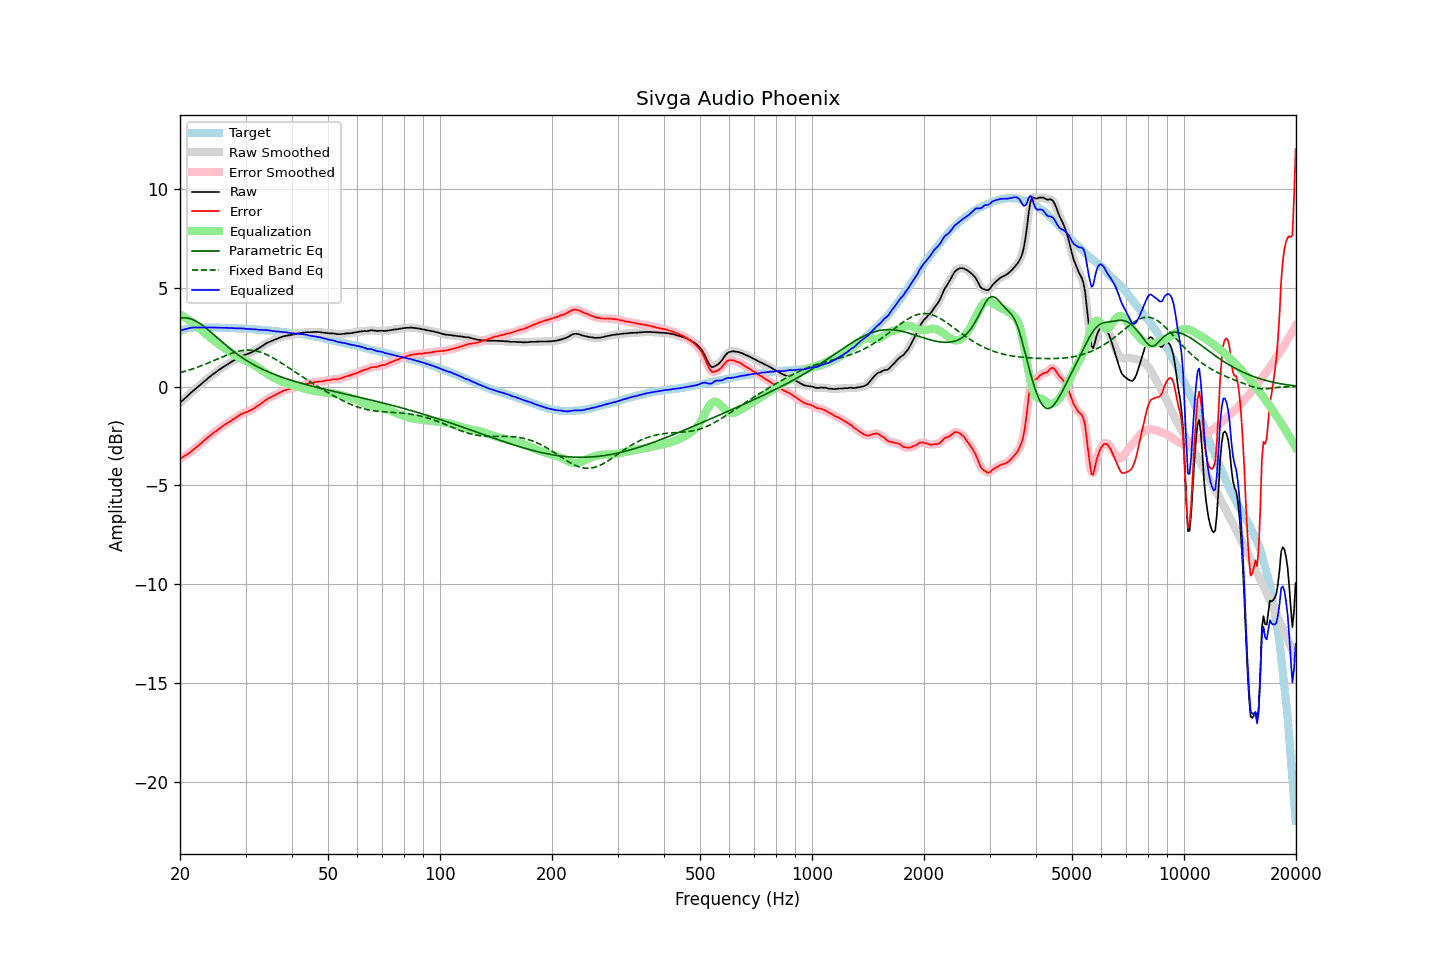 Sivga Audio Phoenix
Target
Raw Smoothed
Error Smoothed
Raw
Error
Equalization
Parametric Eq
Fixed Band Eq
Equalized
10
5
0
−5
−10
−15
−20
Amplitude (dBr)
20 50 100 200 500 1000 2000 5000 10000 20000
Frequency (Hz)